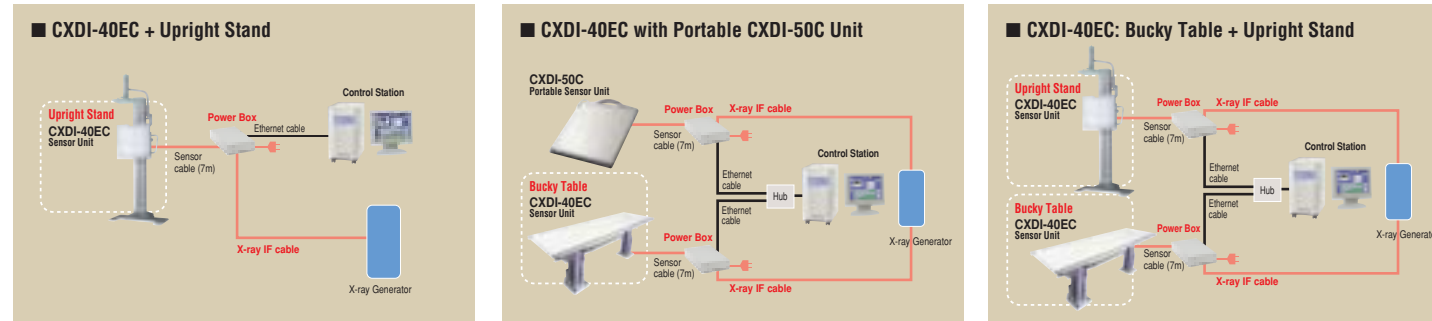 ■ CXDI-40EC + Upright Stand
Upright Stand
CXDI-40EC
Sensor Unit
Power Box
Ethernet cable
Control Station
Sensor
cable (7m)
X-ray IF cable
X-ray Generator
■ CXDI-40EC with Portable CXDI-50C Unit
CXDI-50C
Portable Sensor Unit
Power Box
X-ray IF cable
Sensor
cable (7m)
Control Station
Ethernet
cable
Hub
Bucky Table
CXDI-40EC
Sensor Unit
Ethernet
cable
Power Box
X-ray Generator
Sensor
cable (7m)
X-ray IF cable
■ CXDI-40EC: Bucky Table + Upright Stand
Upright Stand
CXDI-40EC
Sensor Unit
Power Box
X-ray IF cable
Sensor
cable (7m)
Control Station
Ethernet
cable
Hub
Bucky Table
CXDI-40EC
Sensor Unit
Ethernet
cable
Power Box
X-ray Generato
Sensor
cable (7m)
X-ray IF cable